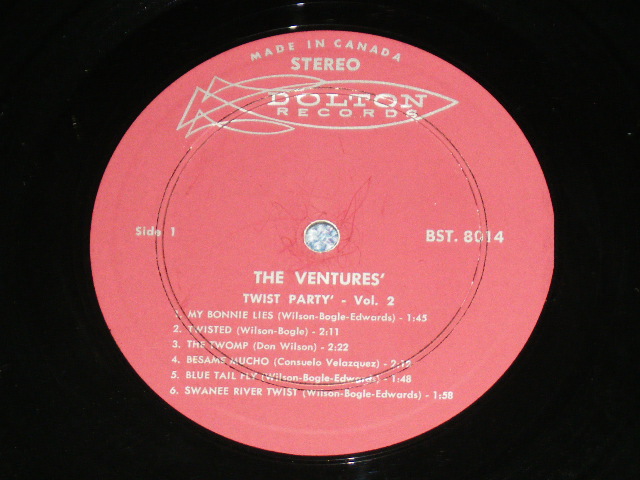 MADE IN CANADA
STEREO
DOLTON
RECORDS
Side 1
BST. 8014
THE VENTURES'
TWIST PARTY' - Vol. 2
1. MY BONNIE LIES (Wilson-Bogle-Edwards) - 1:45
2. TWISTED (Wilson-Bogle) - 2:11
3. THE TWOMP (Don Wilson) - 2:22
4. BESAME MUCHO (Consuelo Velazquez) - 2:19
5. BLUE TAIL FLY (Wilson-Bogle-Edwards) - 1:48
6. SWANEE RIVER TWIST (Wilson-Bogle-Edwards) - 1:58